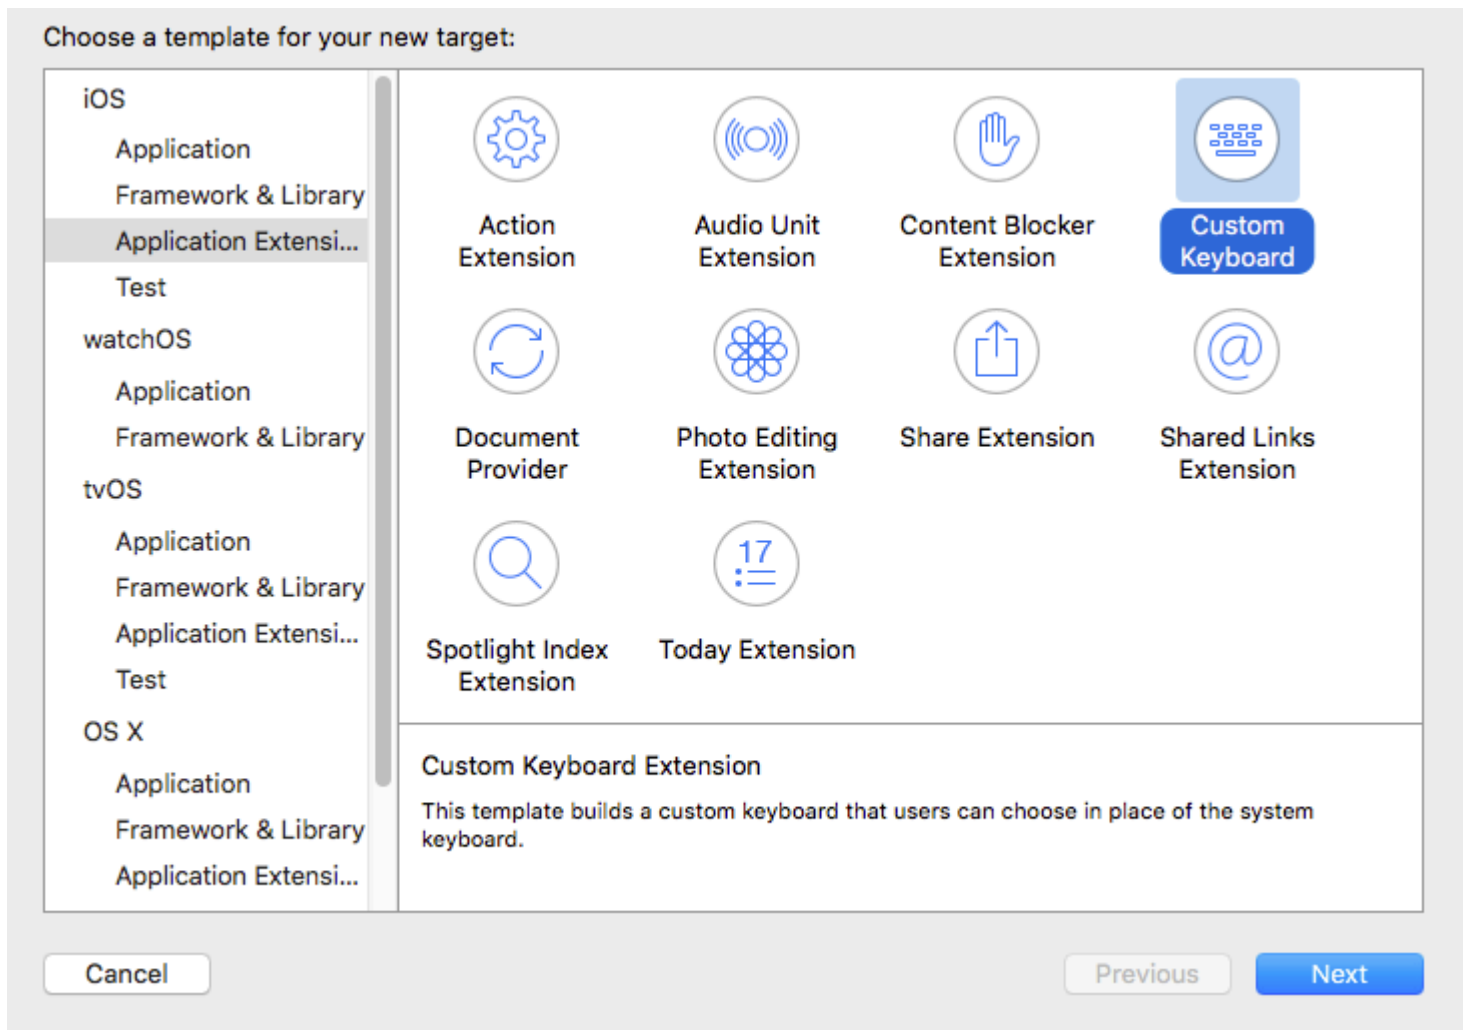 Choose a template for your new target:
iOS
Application
Framework & Library
Application Extensi...
Test
watchOS
Application
Framework & Library
tvOS
Application
Framework & Library
Application Extensi...
Test
OS X
Application
Framework & Library
Application Extensi...
Action
Extension
Audio Unit
Extension
Content Blocker
Extension
Custom
Keyboard
Document
Provider
Photo Editing
Extension
Share Extension
@
Shared Links
Extension
Spotlight Index
Extension
17
Today Extension
Custom Keyboard Extension
This template builds a custom keyboard that users can choose in place of the system
keyboard.
Cancel
Previous
Next